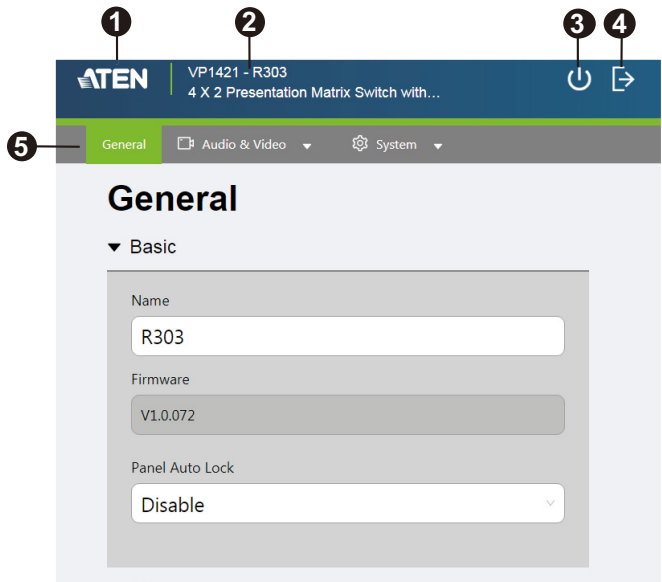 1 2 3 4
ATEN
VP1421 - R303
4 X 2 Presentation Matrix Switch with...
5
General Audio & Video System
General
Basic
Name
R303
Firmware
V1.0.072
Panel Auto Lock
Disable